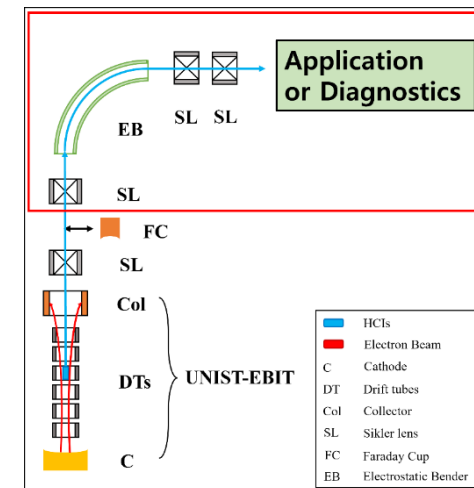 Application
or Diagnostics
EB
SL
SL
SL
FC
SL
Col
DTs
UNIST-EBIT
C
HCIs
Electron Beam
C Cathode
DT Drift tubes
Col Collector
SL Sikler lens
FC Faraday Cup
EB Electrostatic Bender